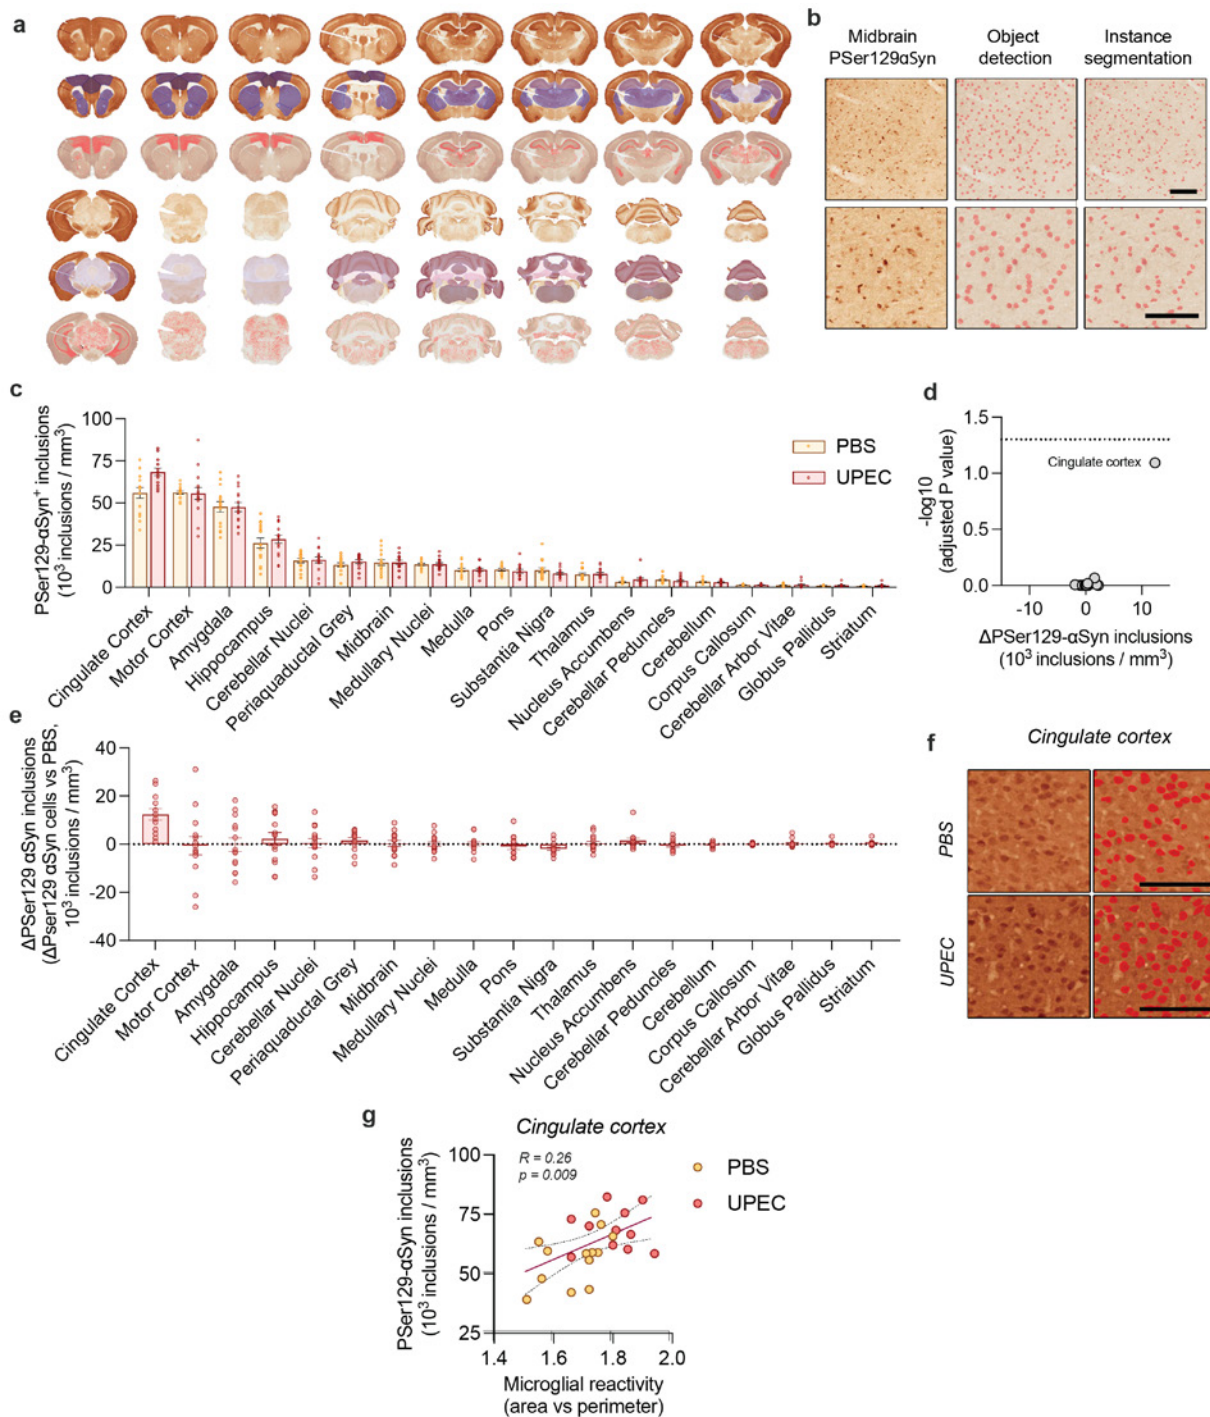 a
b
Midbrain
PSer129αSyn
Object
detection
Instance
segmentation
c
PSer129-αSyn⁺ inclusions
(10³ inclusions / mm³)
100
75
50
25
0
PBS
UPEC
Cingulate Cortex
Motor Cortex
Amygdala
Hippocampus
Cerebellar Nuclei
Periaquaductal Grey
Midbrain
Medullary Nuclei
Medulla
Pons
Substantia Nigra
Thalamus
Nucleus Accumbens
Cerebellar Peduncles
Cerebellum
Corpus Callosum
Cerebellar Arbor Vitae
Globus Pallidus
Striatum
d
-log10
(adjusted P value)
1.5
1.0
0.5
0.0
Cingulate cortex
-10
0
10
ΔPSer129-αSyn inclusions
(10³ inclusions / mm³)
e
ΔPSer129 αSyn inclusions
(ΔPser129 αSyn cells vs PBS,
10³ inclusions / mm³)
40
20
0
-20
-40
Cingulate Cortex
Motor Cortex
Amygdala
Hippocampus
Cerebellar Nuclei
Periaquaductal Grey
Midbrain
Medullary Nuclei
Medulla
Pons
Substantia Nigra
Thalamus
Nucleus Accumbens
Cerebellar Peduncles
Cerebellum
Corpus Callosum
Cerebellar Arbor Vitae
Globus Pallidus
Striatum
f
Cingulate cortex
PBS
UPEC
g
Cingulate cortex
PSer129-αSyn inclusions
(10³ inclusions / mm³)
100
75
50
25
R = 0.26
p = 0.009
PBS
UPEC
1.4
1.6
1.8
2.0
Microglial reactivity
(area vs perimeter)